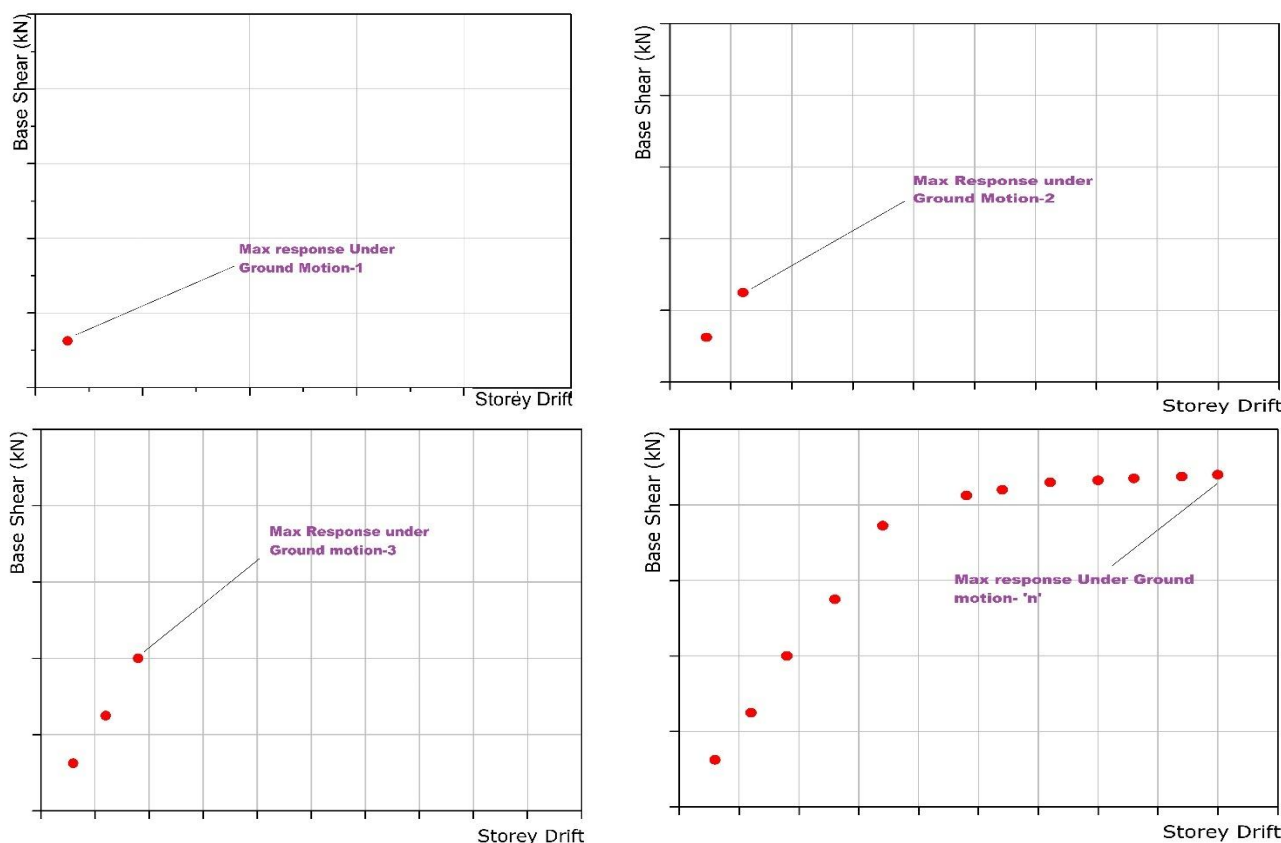 Base Shear (kN)
Max response Under
Ground Motion-1
Storey Drift
Base Shear (kN)
Max Response under
Ground Motion-2
Storey Drift
Base Shear (kN)
Max Response under
Ground motion-3
Storey Drift
Base Shear (kN)
Max response Under Ground
motion- 'n'
Storey Drift